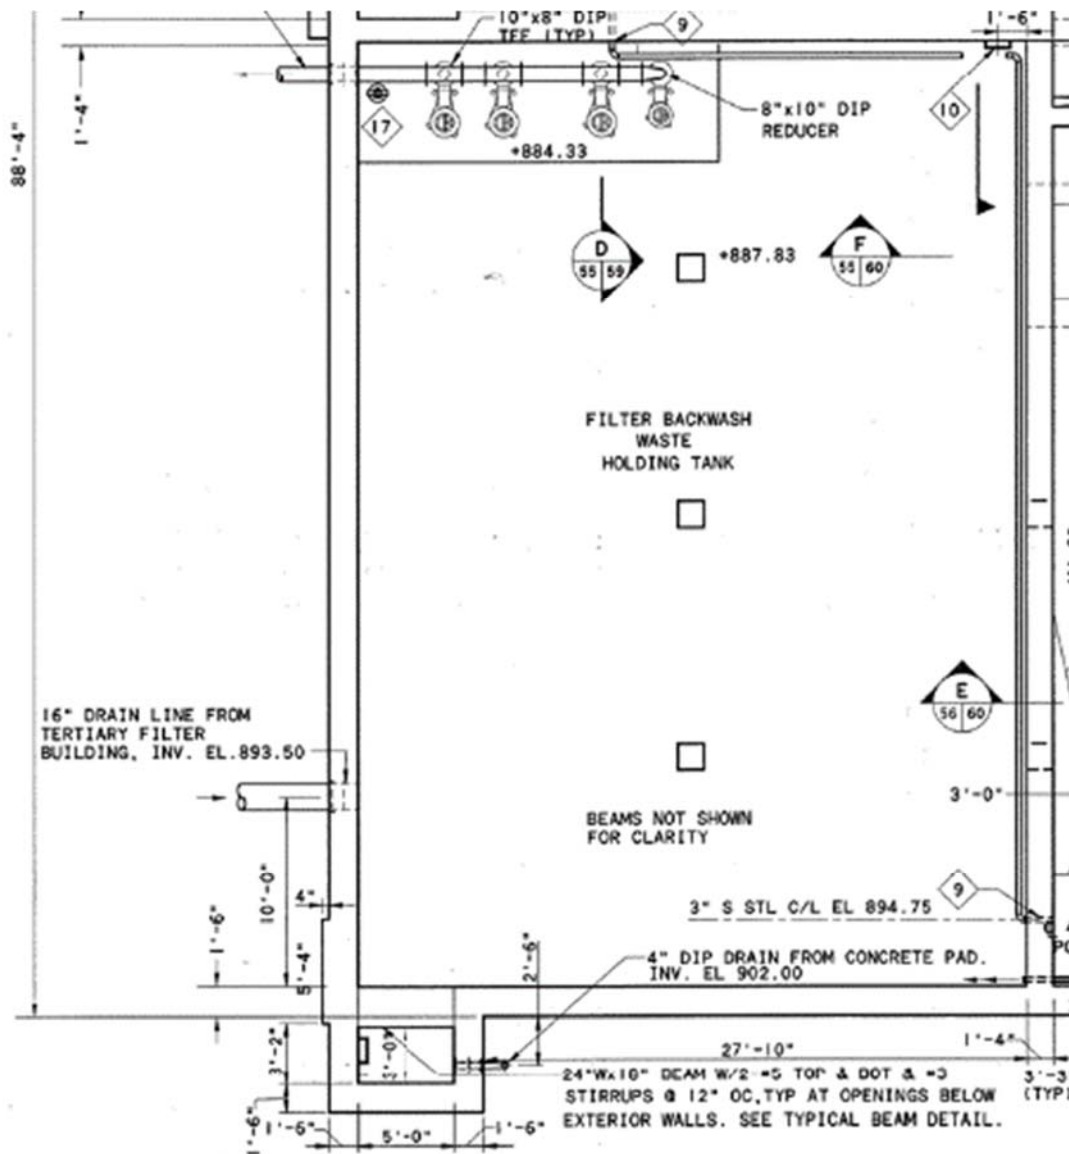 10"x8" DIP
TEE (TYP)
9
1'-6"
88'-4"
1'-4"
17
8"x10" DIP
REDUCER
10
+884.33
D
55 59
+887.83
F
55 60
FILTER BACKWASH
WASTE
HOLDING TANK
E
56 60
16" DRAIN LINE FROM
TERTIARY FILTER
BUILDING, INV. EL.893.50
3'-0"
BEAMS NOT SHOWN
FOR CLARITY
10'-0"
4"
9
3" S STL C/L EL 894.75
1'-6"
5'-4"
2'-6"
4" DIP DRAIN FROM CONCRETE PAD.
INV. EL 902.00
3'-2"
27'-10"
1'-4"
24"Wx18" BEAM W/2 #5 TOP & BOT & #3
STIRRUPS @ 12" OC,TYP AT OPENINGS BELOW
EXTERIOR WALLS. SEE TYPICAL BEAM DETAIL.
1'-6"
1'-6"
5'-0"
1'-6"